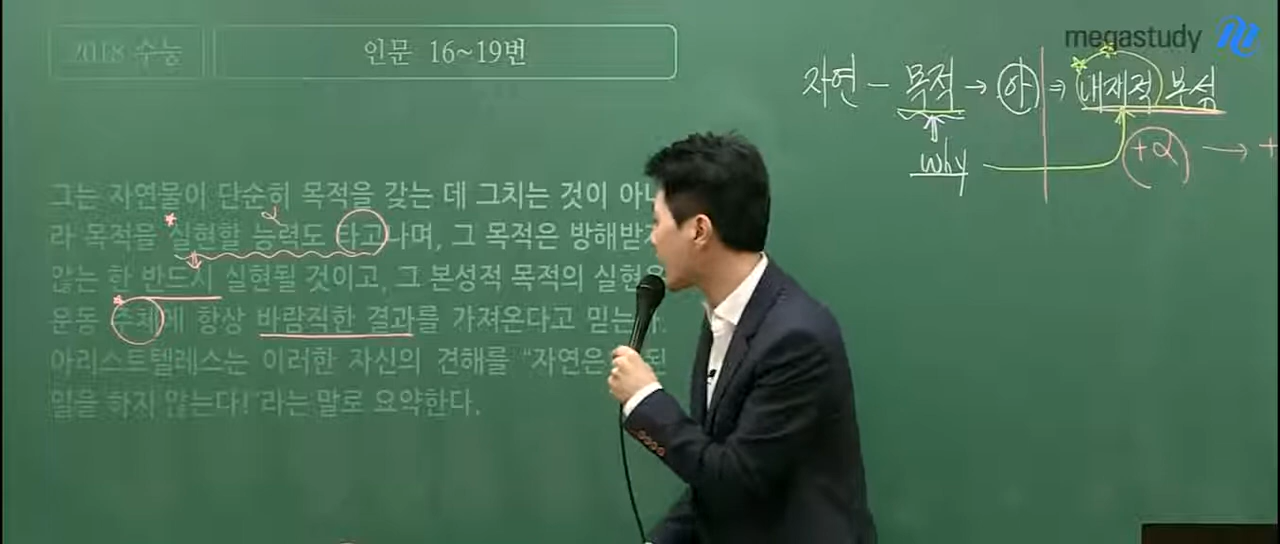 megastudy
2018 수능
인문 16~19번
자연 - 목적 → 아 ⇒ 내재적 본성
why
+α → +
그는 자연물이 단순히 목적을 갖는 데 그치는 것이 아니
α
라 목적을 실현할 능력도 타고나며, 그 목적은 방해받지
않는 한 반드시 실현될 것이고, 그 본성적 목적의 실현은
운동 주체에 항상 바람직한 결과를 가져온다고 믿는다.
아리스토텔레스는 이러한 자신의 견해를 “자연은 된
일을 하지 않는다!”라는 말로 요약한다.